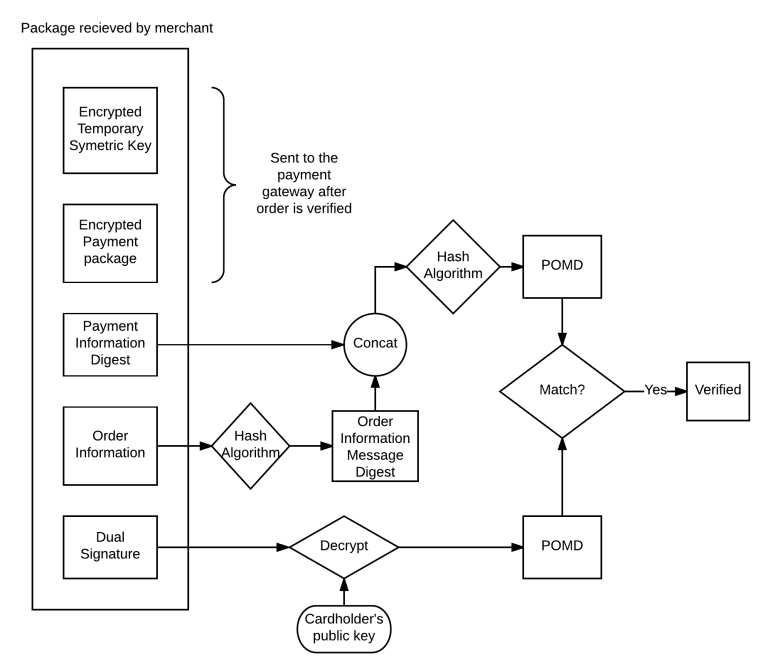 Package recieved by merchant
Encrypted
Temporary
Symetric Key
Sent to the
payment
gateway after
order is verified
Encrypted
Payment
package
Hash
Algorithm
POMD
Payment
Information
Digest
Concat
Match?
Yes
Verified
Order
Information
Hash
Algorithm
Order
Information
Message
Digest
Dual
Signature
Decrypt
POMD
Cardholder's
public key